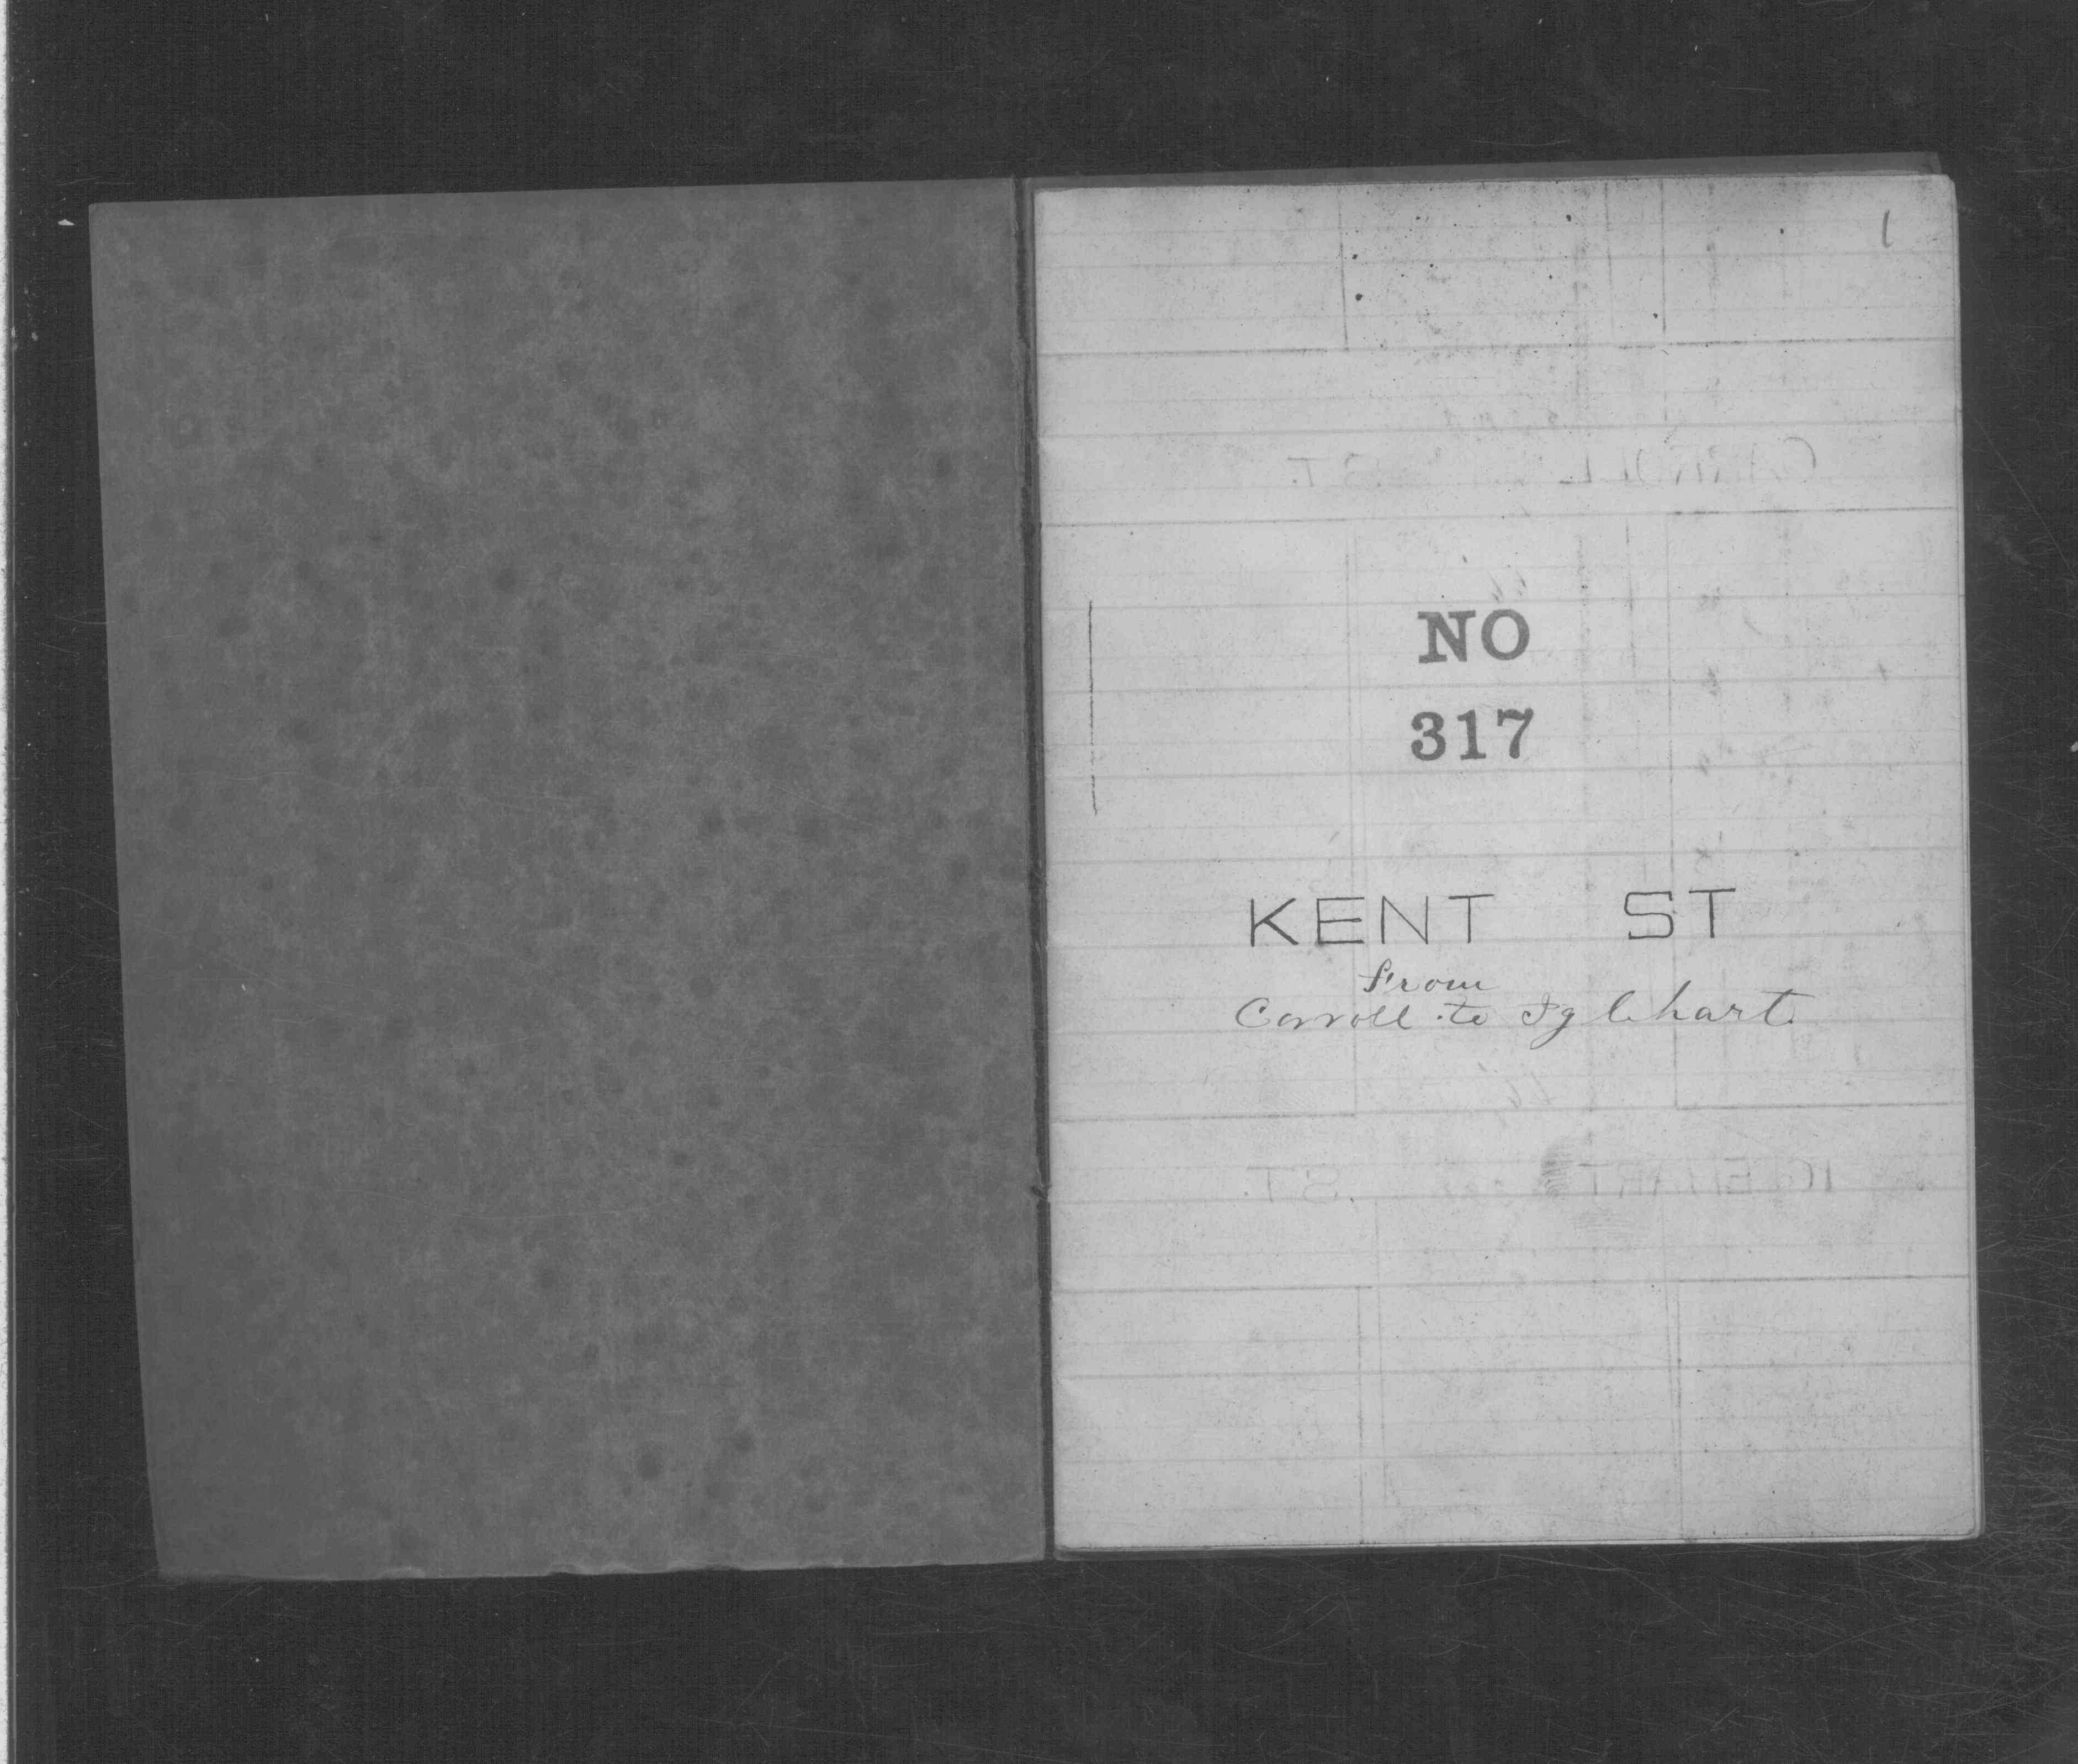 1
NO
317
KENT ST
from
Carroll to Iglehart.